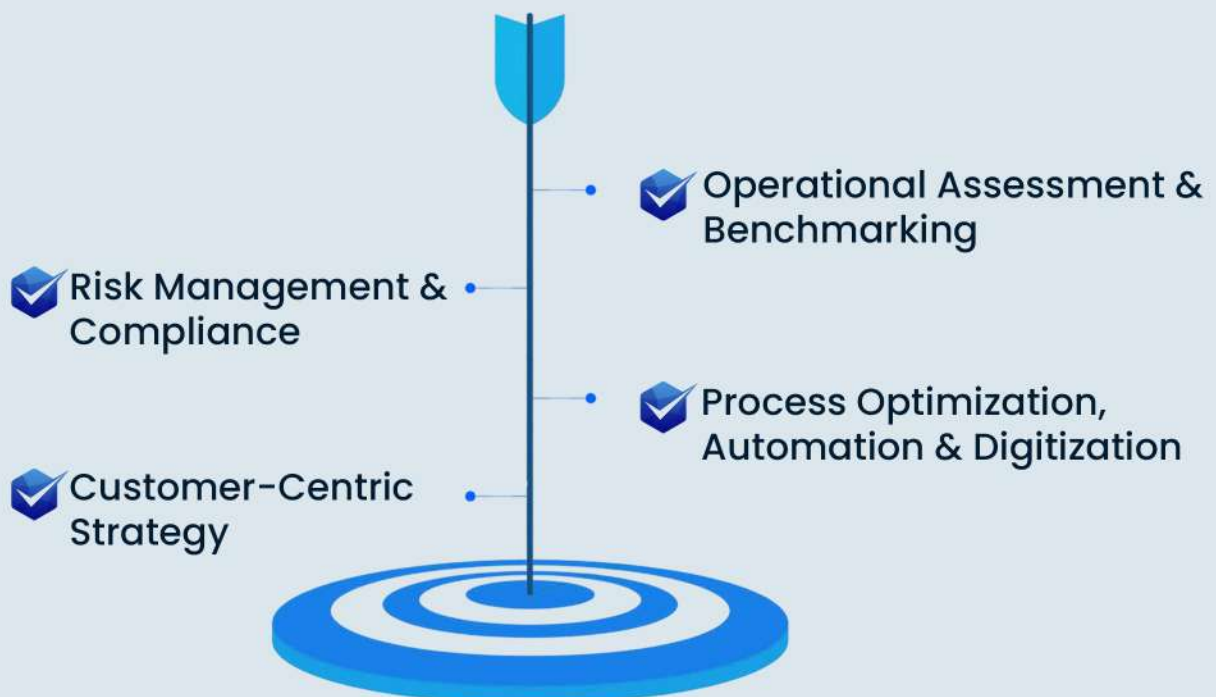 Operational Assessment &
Benchmarking
Risk Management &
Compliance
Process Optimization,
Automation & Digitization
Customer-Centric
Strategy